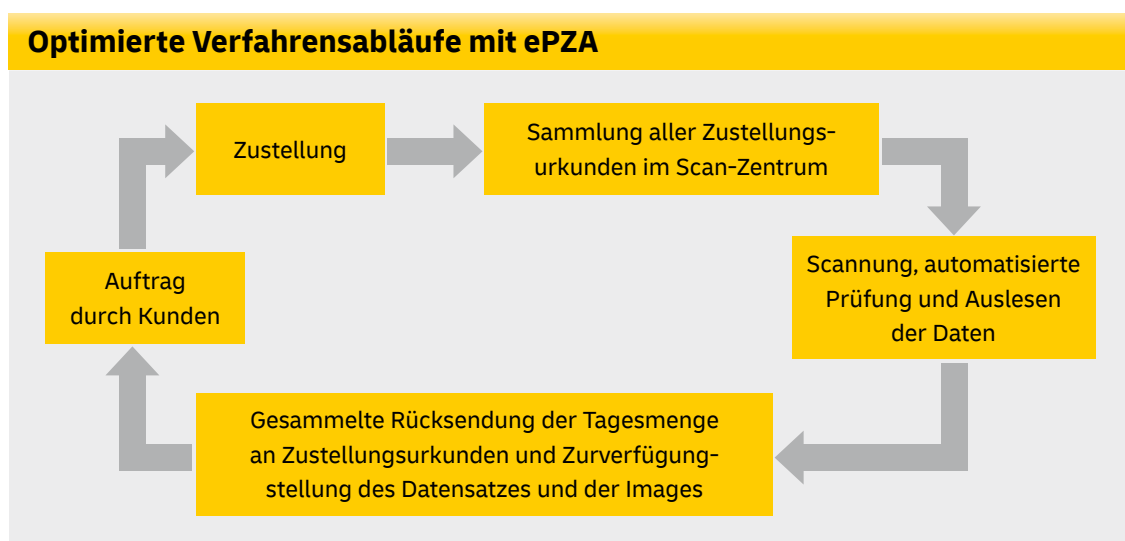 Optimierte Verfahrensabläufe mit ePZA
Zustellung
Sammlung aller Zustellungs-
urkunden im Scan-Zentrum
Scannung, automatisierte
Prüfung und Auslesen
der Daten
Gesammelte Rücksendung der Tagesmenge
an Zustellungsurkunden und Zurverfügung-
stellung des Datensatzes und der Images
Auftrag
durch Kunden